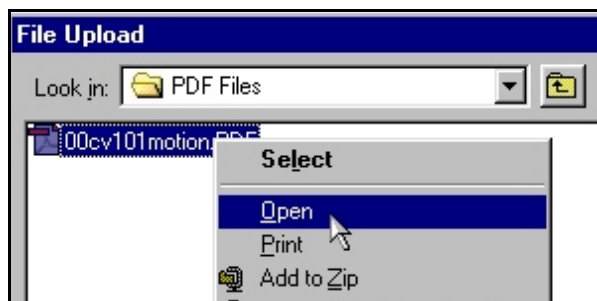 File Upload
Look in: PDF Files
00cv101motion.PDF
Select
Open
Print
Add to Zip